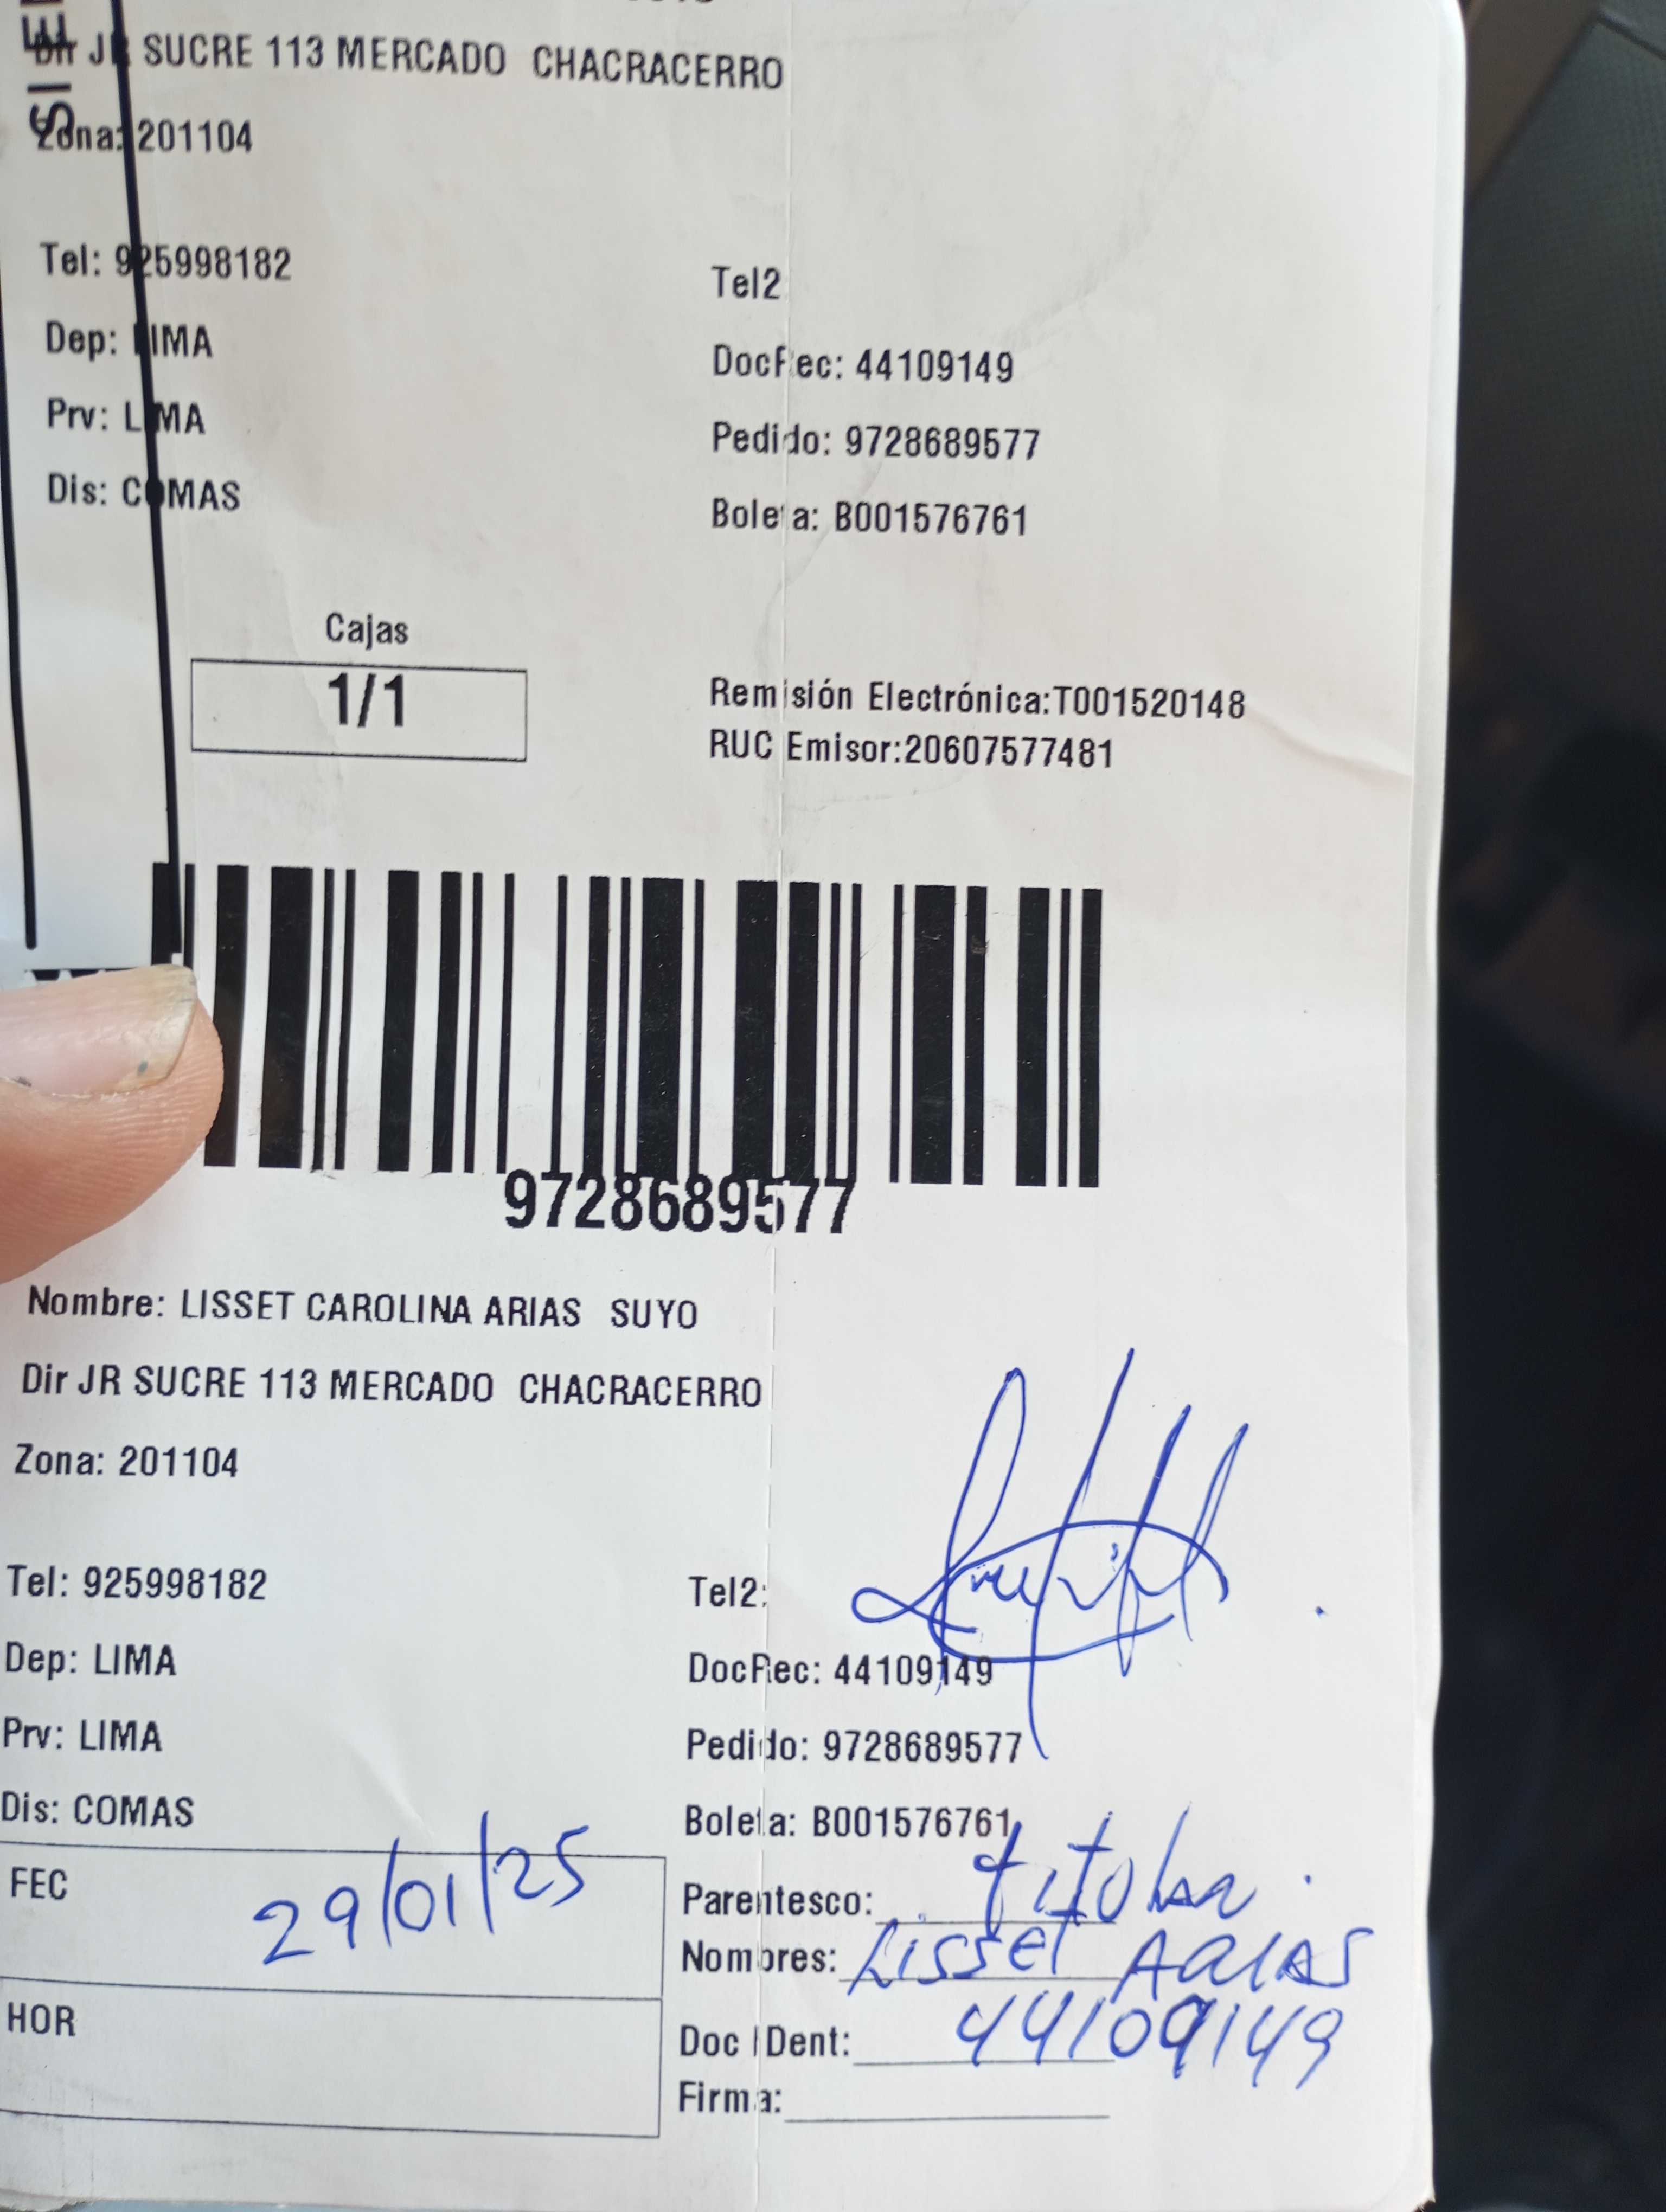 Dir JR SUCRE 113 MERCADO CHACRACERRO
Zona: 201104
Tel: 925998182
Tel2
Dep: LIMA
DocRec: 44109149
Prv: LIMA
Pedido: 9728689577
Dis: COMAS
Boleta: B001576761
Cajas
1/1
Remisión Electrónica:T001520148
RUC Emisor:20607577481
9728689577
Nombre: LISSET CAROLINA ARIAS SUYO
Dir JR SUCRE 113 MERCADO CHACRACERRO
Zona: 201104
Tel: 925998182
Tel2:
Dep: LIMA
DocRec: 44109149
Prv: LIMA
Pedido: 9728689577
Dis: COMAS
Boleta: B001576761
FEC 29/01/25
Parentesco: titular
Nombres: Lisset ARIAS
HOR
Doc IDent: 44109149
Firma: